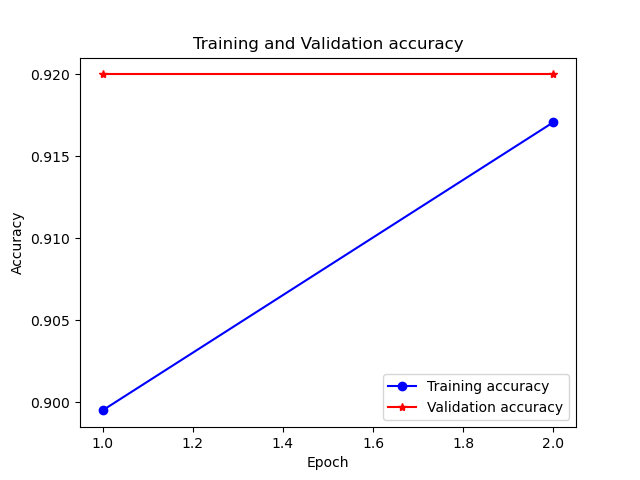 Training and Validation accuracy
0.920
0.915
0.910
0.905
0.900
Accuracy
1.0 1.2 1.4 1.6 1.8 2.0
Epoch
Training accuracy
Validation accuracy